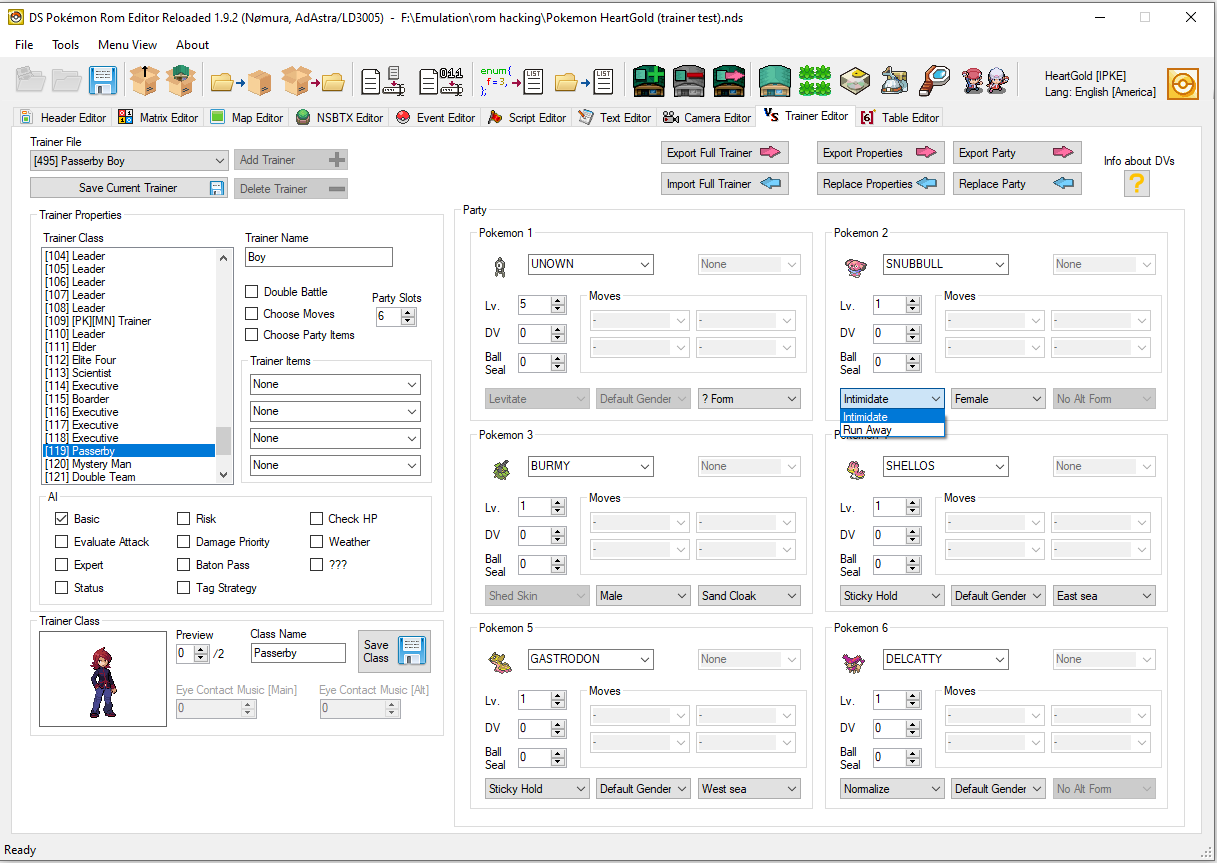 DS Pokémon Rom Editor Reloaded 1.9.2 (Nømura, AdAstra/LD3005) - F:\Emulation\rom hacking\Pokemon HeartGold (trainer test).nds
File Tools Menu View About
enum{ LIST 011 LIST HeartGold [IPKE]
f=3,
}; Lang: English [America]
Header Editor Matrix Editor Map Editor NSBTX Editor Event Editor Script Editor Text Editor Camera Editor Vs Trainer Editor Table Editor
Trainer File
[495] Passerby Boy Add Trainer Export Full Trainer Export Properties Export Party Info about DVs
Save Current Trainer Delete Trainer Import Full Trainer Replace Properties Replace Party ?
Trainer Properties
Trainer Class
[104] Leader
[105] Leader
[106] Leader
[107] Leader
[108] Leader
[109] [PK][MN] Trainer
[110] Leader
[111] Elder
[112] Elite Four
[113] Scientist
[114] Executive
[115] Boarder
[116] Executive
[117] Executive
[118] Executive
[119] Passerby
[120] Mystery Man
[121] Double Team
Trainer Name
Boy
Double Battle
Choose Moves
Choose Party Items
Party Slots
6
Trainer Items
None
None
None
None
AI
Basic Risk Check HP
Evaluate Attack Damage Priority Weather
Expert Baton Pass ???
Status Tag Strategy
Trainer Class
Preview
0 /2
Class Name
Passerby
Save
Class
Eye Contact Music [Main] Eye Contact Music [Alt]
0 0
Party
Pokemon 1
UNOWN None
Lv. 5 Moves
- -
DV 0
- -
Ball
Seal 0
Levitate Default Gender ? Form
Pokemon 2
SNUBBULL None
Lv. 1 Moves
- -
DV 0
- -
Ball
Seal 0
Intimidate Female No Alt Form
Intimidate
Run Away
Pokemon 3
BURMY None
Lv. 1 Moves
- -
DV 0
- -
Ball
Seal 0
Shed Skin Male Sand Cloak
SHELLOS None
Lv. 1 Moves
- -
DV 0
- -
Ball
Seal 0
Sticky Hold Default Gender East sea
Pokemon 5
GASTRODON None
Lv. 1 Moves
- -
DV 0
- -
Ball
Seal 0
Sticky Hold Default Gender West sea
Pokemon 6
DELCATTY None
Lv. 1 Moves
- -
DV 0
- -
Ball
Seal 0
Normalize Default Gender No Alt Form
Ready